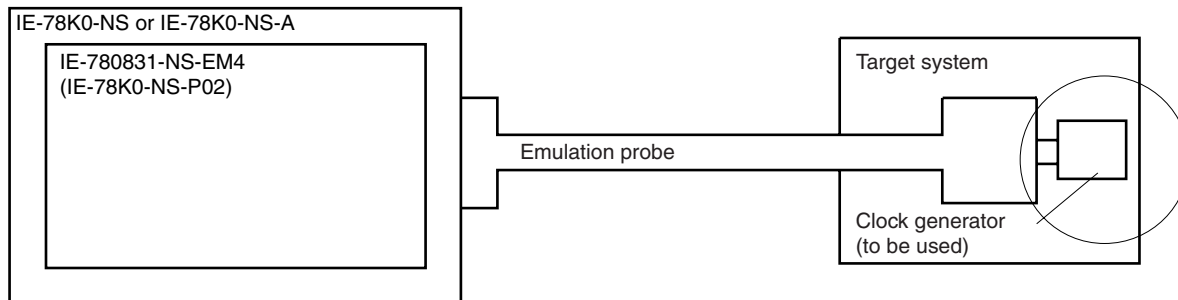 IE-78K0-NS or IE-78K0-NS-A
IE-780831-NS-EM4
(IE-78K0-NS-P02)
Target system
Emulation probe
Clock generator
(to be used)